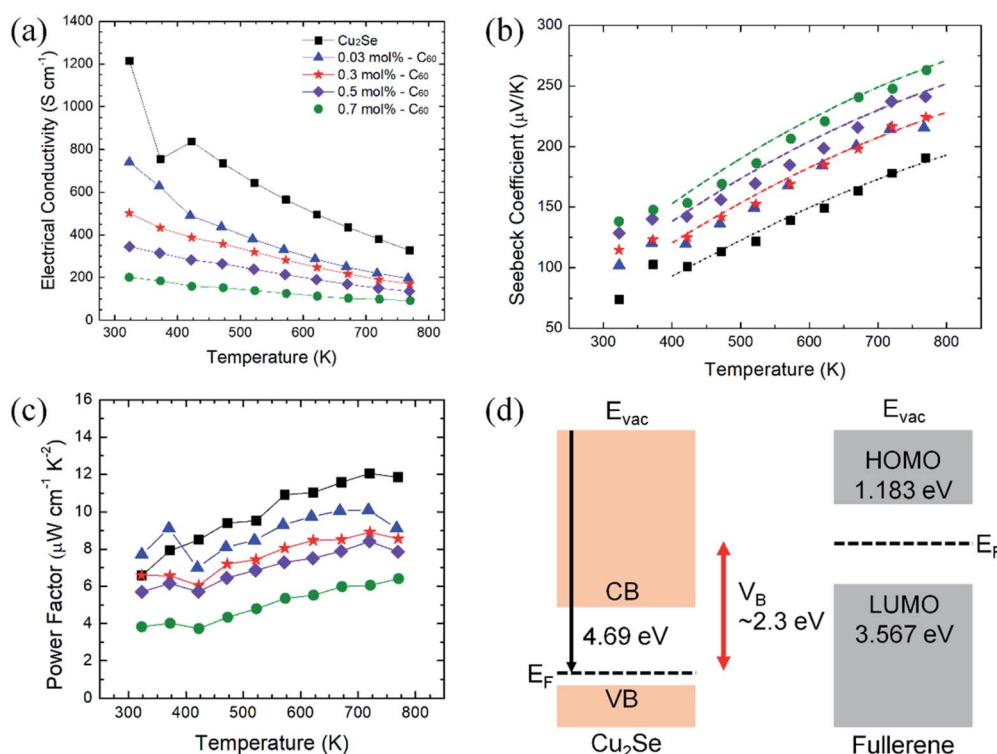 (a)
1400
1200
1000
800
600
400
200
0
Electrical Conductivity (S cm⁻¹)
Cu₂Se
0.03 mol% - C₆₀
0.3 mol% - C₆₀
0.5 mol% - C₆₀
0.7 mol% - C₆₀
300 400 500 600 700 800
Temperature (K)
(b)
300
250
200
150
100
50
Seebeck Coefficient (μV/K)
300 400 500 600 700 800
Temperature (K)
(c)
16
14
12
10
8
6
4
2
0
Power Factor (μW cm⁻¹ K⁻²)
300 400 500 600 700 800
Temperature (K)
(d)
E_vac
CB
4.69 eV
E_F
VB
Cu₂Se
V_B
~2.3 eV
E_vac
HOMO
1.183 eV
E_F
LUMO
3.567 eV
Fullerene